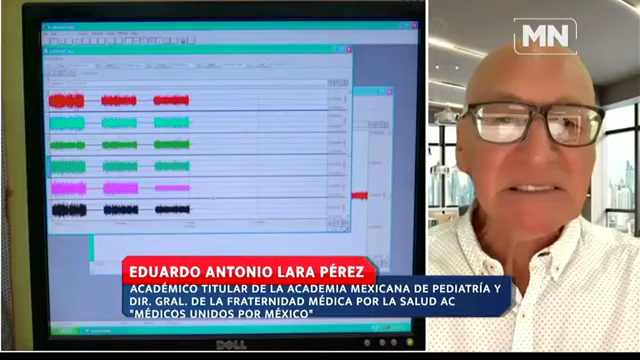 MN
EDUARDO ANTONIO LARA PÉREZ
ACADÉMICO TITULAR DE LA ACADEMIA MEXICANA DE PEDIATRÍA Y
DIR. GRAL. DE LA FRATERNIDAD MÉDICA POR LA SALUD AC
"MÉDICOS UNIDOS POR MÉXICO"
DELL